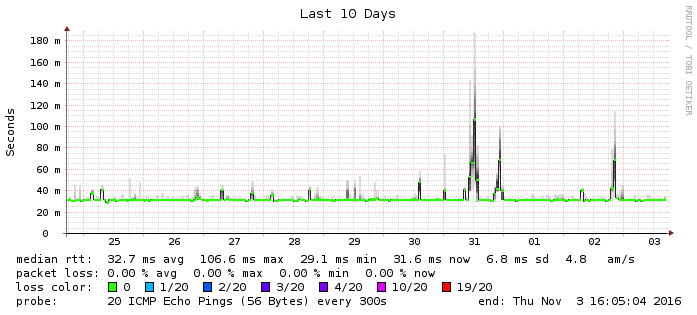 Last 10 Days
RRDTOOL / TOBI OETIKER
Seconds
180 m
160 m
140 m
120 m
100 m
80 m
60 m
40 m
20 m
0
25 26 27 28 29 30 31 01 02 03
median rtt: 32.7 ms avg 106.6 ms max 29.1 ms min 31.6 ms now 6.8 ms sd 4.8 am/s
packet loss: 0.00 % avg 0.00 % max 0.00 % min 0.00 % now
loss color: 0 1/20 2/20 3/20 4/20 10/20 19/20
probe: 20 ICMP Echo Pings (56 Bytes) every 300s end: Thu Nov 3 16:05:04 2016